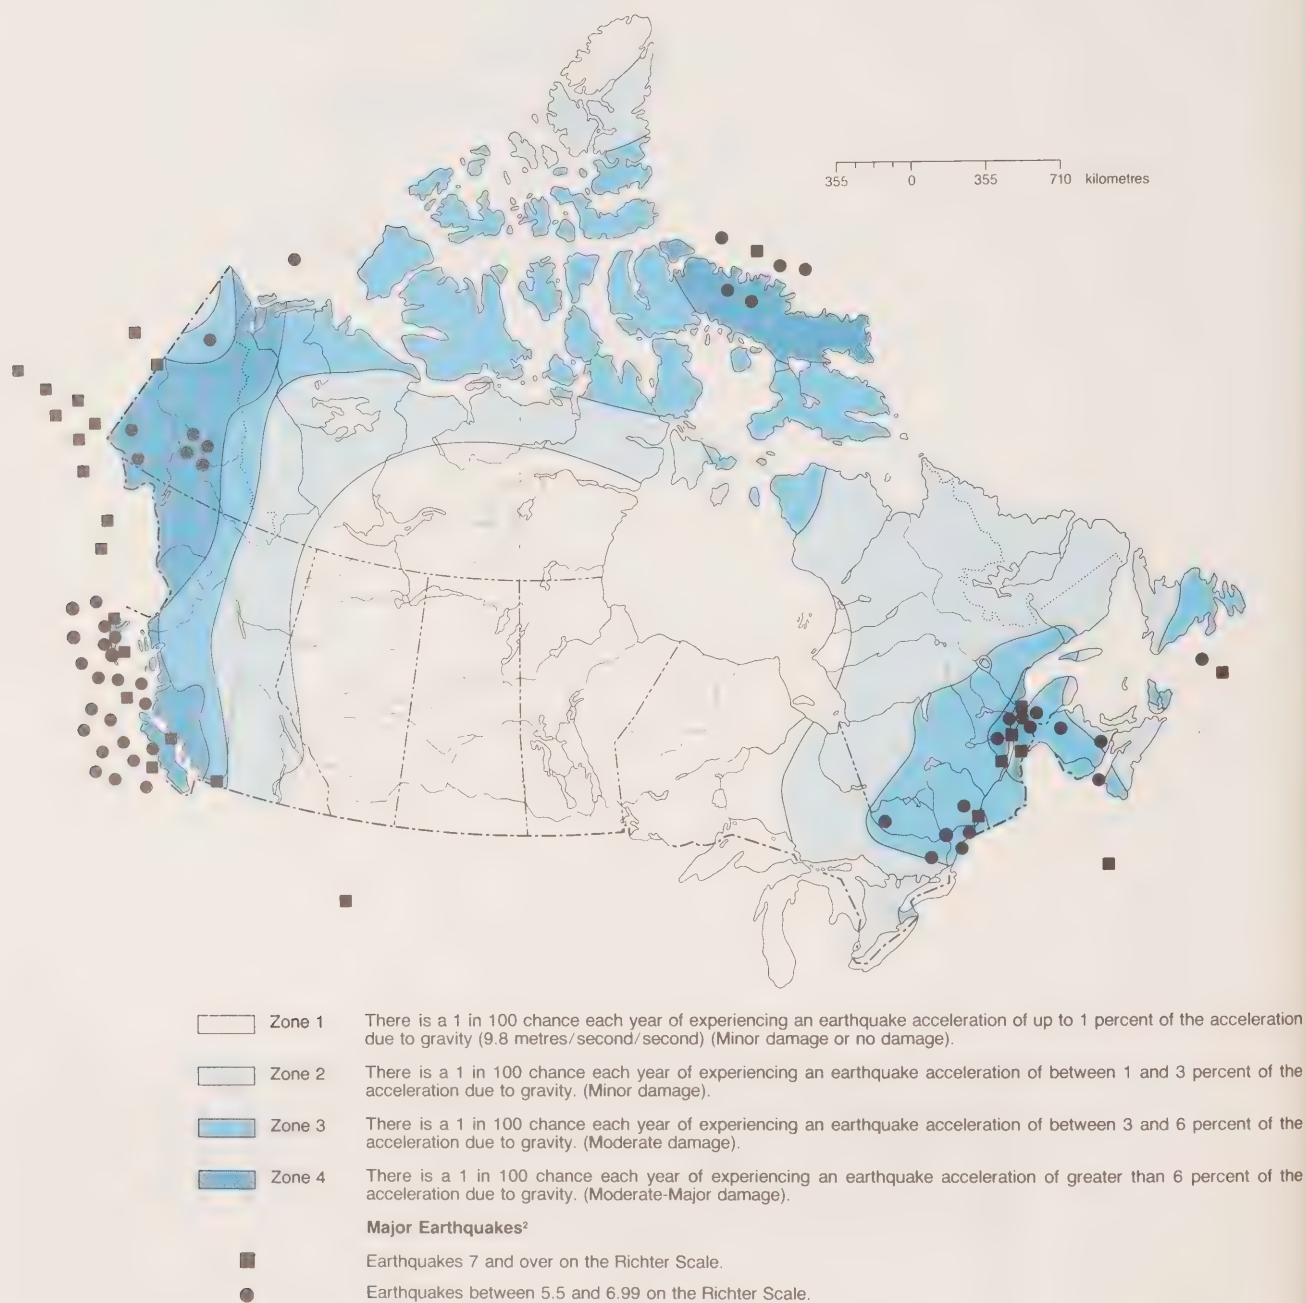 355 0 355 710 kilometres
Zone 1 There is a 1 in 100 chance each year of experiencing an earthquake acceleration of up to 1 percent of the acceleration
due to gravity (9.8 metres/second/second) (Minor damage or no damage).
Zone 2 There is a 1 in 100 chance each year of experiencing an earthquake acceleration of between 1 and 3 percent of the
acceleration due to gravity. (Minor damage).
Zone 3 There is a 1 in 100 chance each year of experiencing an earthquake acceleration of between 3 and 6 percent of the
acceleration due to gravity. (Moderate damage).
Zone 4 There is a 1 in 100 chance each year of experiencing an earthquake acceleration of greater than 6 percent of the
acceleration due to gravity. (Moderate-Major damage).
Major Earthquakes²
Earthquakes 7 and over on the Richter Scale.
Earthquakes between 5.5 and 6.99 on the Richter Scale.